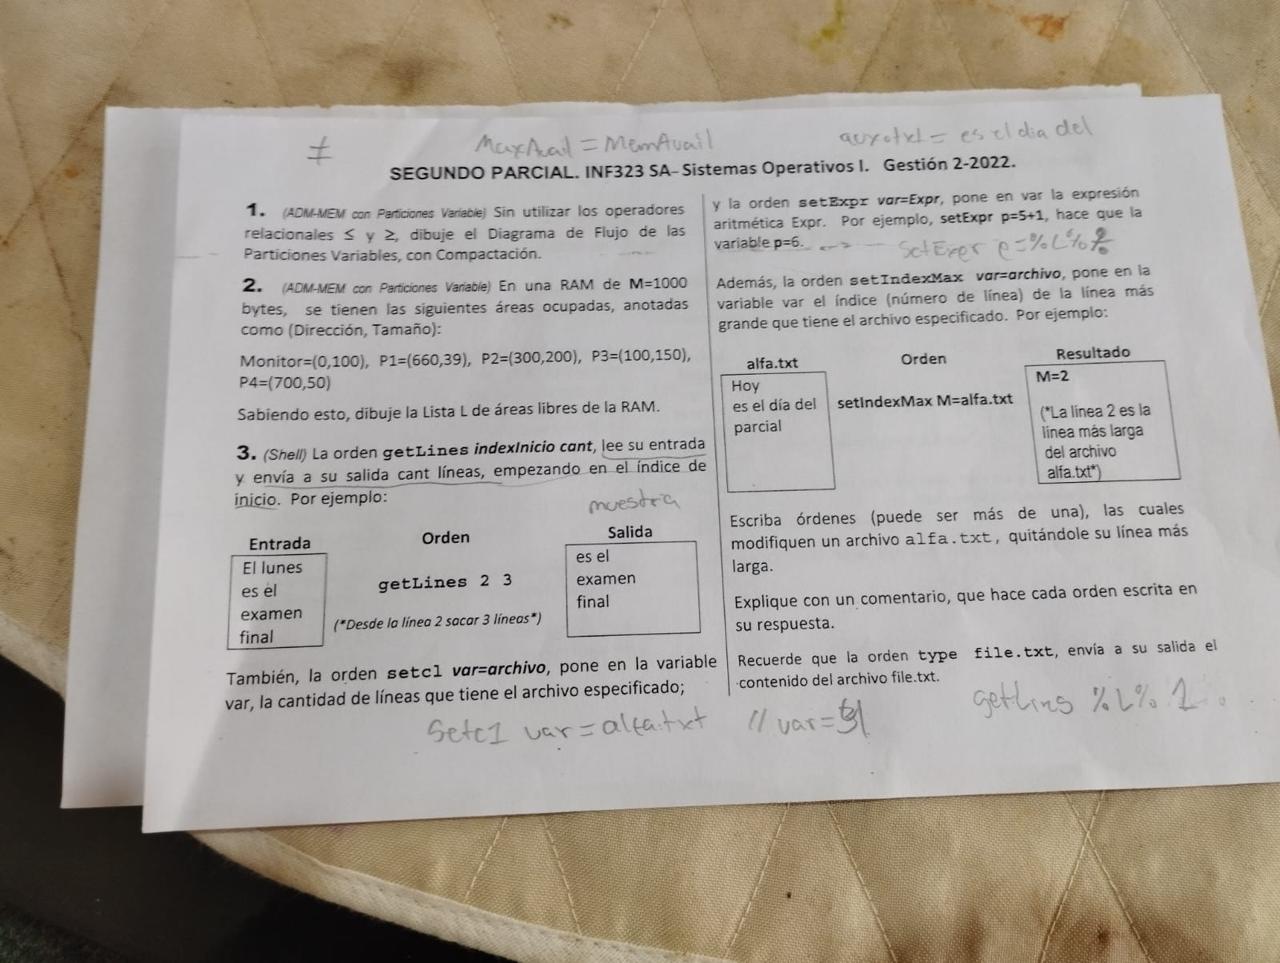 ≠
MaxAvail = MemAvail
aux.txt = es el dia del
SEGUNDO PARCIAL. INF323 SA– Sistemas Operativos I. Gestión 2-2022.
1. (ADM-MEM con Particiones Variable) Sin utilizar los operadores
relacionales ≤ y ≥, dibuje el Diagrama de Flujo de las
Particiones Variables, con Compactación.
2. (ADM-MEM con Particiones Variable) En una RAM de M=1000
bytes, se tienen las siguientes áreas ocupadas, anotadas
como (Dirección, Tamaño):
Monitor=(0,100), P1=(660,39), P2=(300,200), P3=(100,150),
P4=(700,50)
Sabiendo esto, dibuje la Lista L de áreas libres de la RAM.
3. (Shell) La orden getLines indexInicio cant, lee su entrada
y envía a su salida cant líneas, empezando en el índice de
inicio. Por ejemplo:
muestra
Entrada Orden Salida
El lunes
es el
examen
final
getLines 2 3
(*Desde la línea 2 sacar 3 líneas*)
es el
examen
final
También, la orden setcl var=archivo, pone en la variable
var, la cantidad de líneas que tiene el archivo especificado;
Setcl var = alfa.txt // var =
y la orden setExpr var=Expr, pone en var la expresión
aritmética Expr. Por ejemplo, setExpr p=5+1, hace que la
variable p=6.
SetExpr p=%L%
Además, la orden setIndexMax var=archivo, pone en la
variable var el índice (número de línea) de la línea más
grande que tiene el archivo especificado. Por ejemplo:
alfa.txt Orden Resultado
Hoy
es el día del
parcial
setIndexMax M=alfa.txt
M=2
(*La línea 2 es la
línea más larga
del archivo
alfa.txt*)
Escriba órdenes (puede ser más de una), las cuales
modifiquen un archivo alfa.txt, quitándole su línea más
larga.
Explique con un comentario, que hace cada orden escrita en
su respuesta.
Recuerde que la orden type file.txt, envía a su salida el
contenido del archivo file.txt.
getLines %L% 1